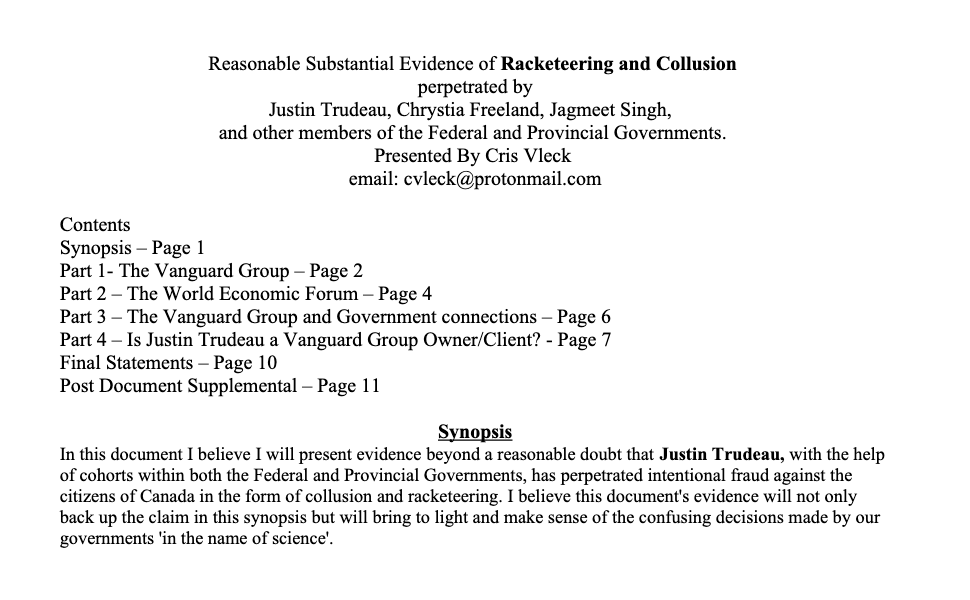 Reasonable Substantial Evidence of Racketeering and Collusion
perpetrated by
Justin Trudeau, Chrystia Freeland, Jagmeet Singh,
and other members of the Federal and Provincial Governments.
Presented By Cris Vleck
email: cvleck@protonmail.com
Contents
Synopsis – Page 1
Part 1- The Vanguard Group – Page 2
Part 2 – The World Economic Forum – Page 4
Part 3 – The Vanguard Group and Government connections – Page 6
Part 4 – Is Justin Trudeau a Vanguard Group Owner/Client? - Page 7
Final Statements – Page 10
Post Document Supplemental – Page 11
Synopsis
In this document I believe I will present evidence beyond a reasonable doubt that Justin Trudeau, with the help
of cohorts within both the Federal and Provincial Governments, has perpetrated intentional fraud against the
citizens of Canada in the form of collusion and racketeering. I believe this document's evidence will not only
back up the claim in this synopsis but will bring to light and make sense of the confusing decisions made by our
governments 'in the name of science'.